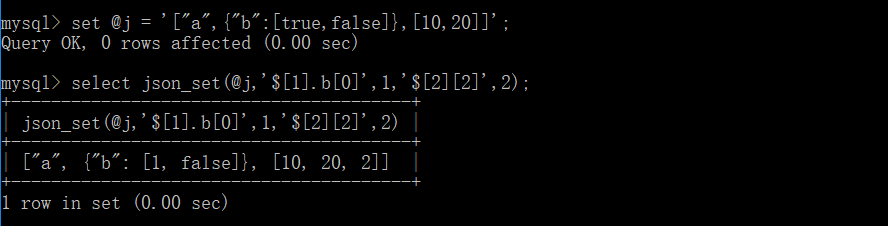 mysql> set @j = '["a",{"b":[true,false]},[10,20]]';
Query OK, 0 rows affected (0.00 sec)
mysql> select json_set(@j,'$[1].b[0]',1,'$[2][2]',2);
+----------------------------------------+
| json_set(@j,'$[1].b[0]',1,'$[2][2]',2) |
+----------------------------------------+
| ["a", {"b": [1, false]}, [10, 20, 2]]  |
+----------------------------------------+
1 row in set (0.00 sec)